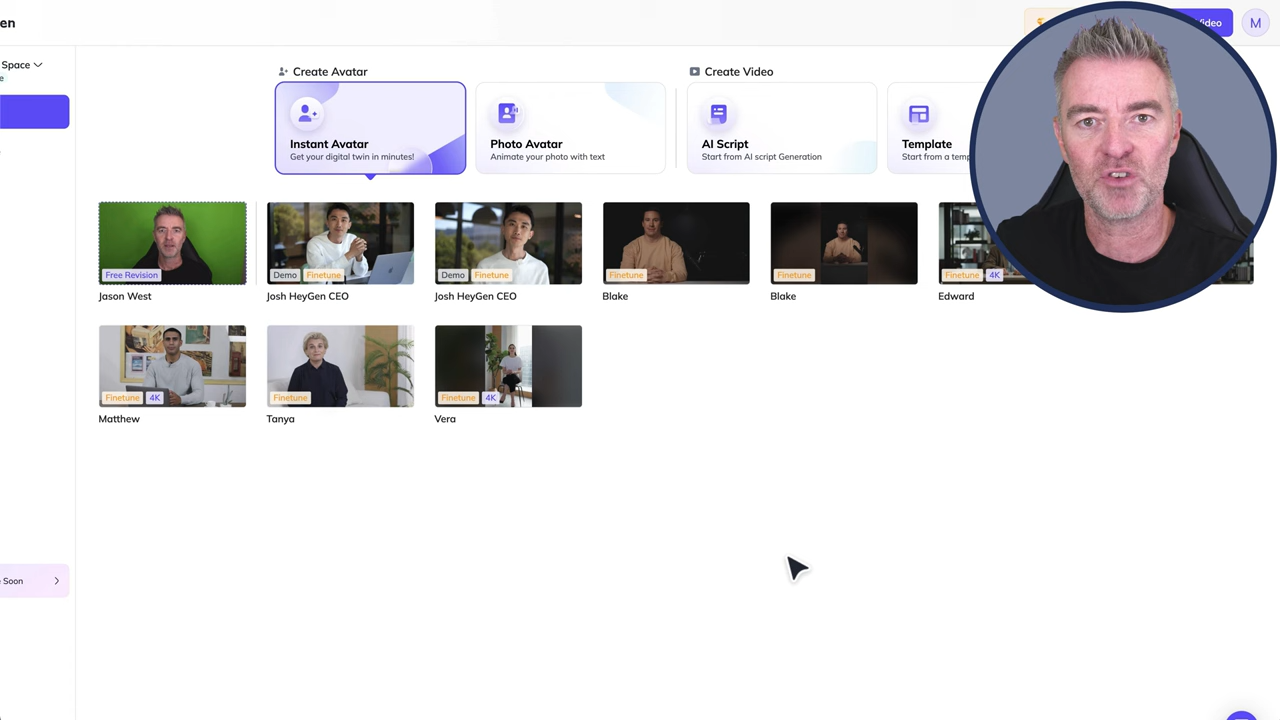 en
Space
e
Video
M
Create Avatar
Create Video
Instant Avatar
Get your digital twin in minutes!
Photo Avatar
Animate your photo with text
AI Script
Start from AI script Generation
Template
Start from a temp
Free Revision
Demo Finetune
Demo Finetune
Finetune
Finetune
Finetune 4K
Jason West
Josh HeyGen CEO
Josh HeyGen CEO
Blake
Blake
Edward
Finetune 4K
Finetune
Finetune 4K
Matthew
Tanya
Vera
Soon